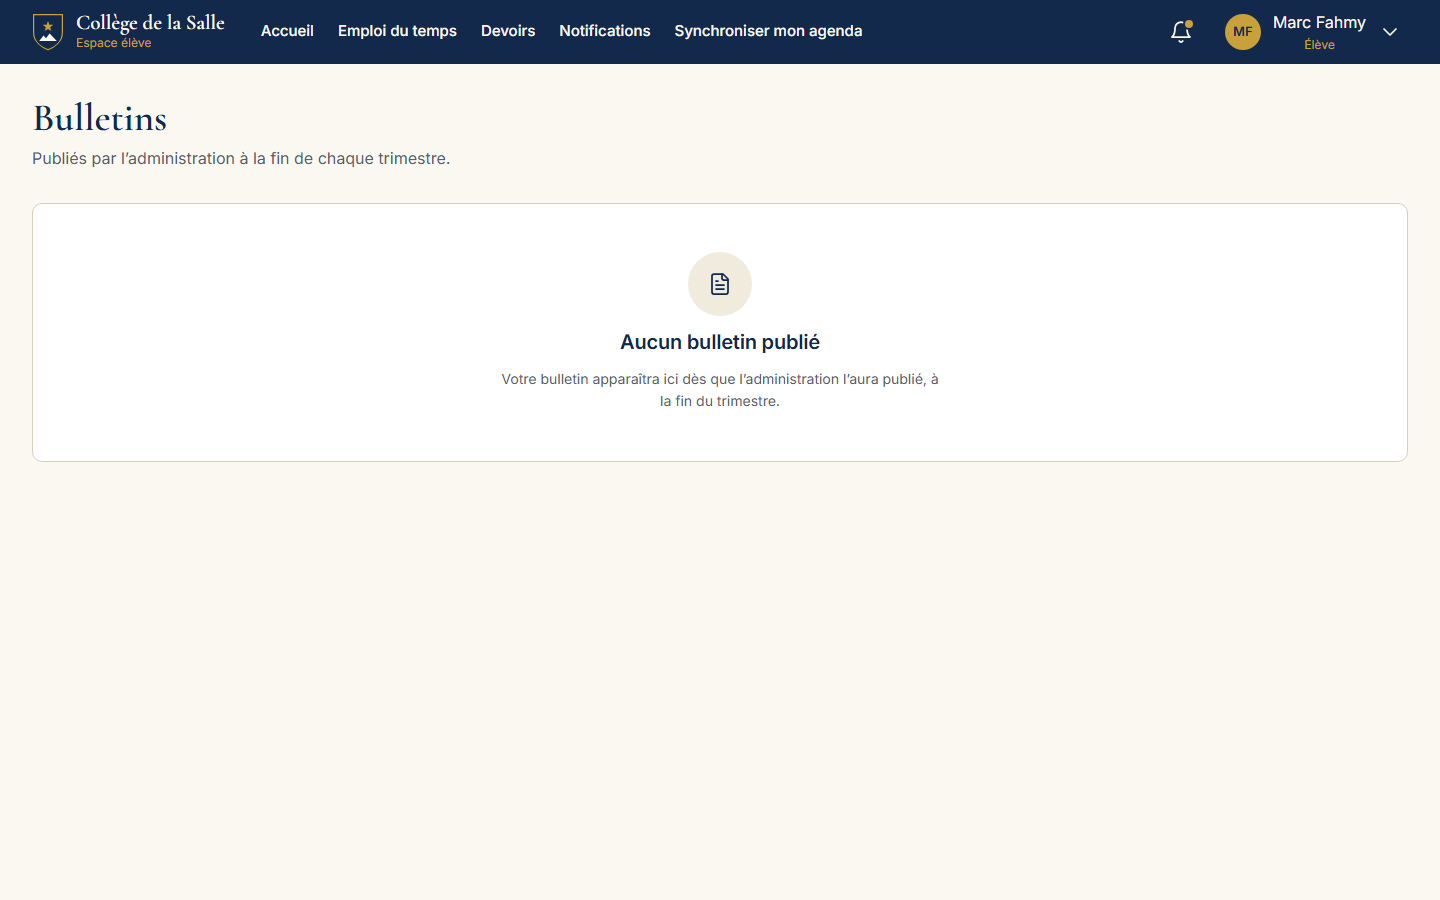 Collège de la Salle
Espace élève
Accueil
Emploi du temps
Devoirs
Notifications
Synchroniser mon agenda
MF
Marc Fahmy
Élève
Bulletins
Publiés par l’administration à la fin de chaque trimestre.
Aucun bulletin publié
Votre bulletin apparaîtra ici dès que l’administration l’aura publié, à
la fin du trimestre.